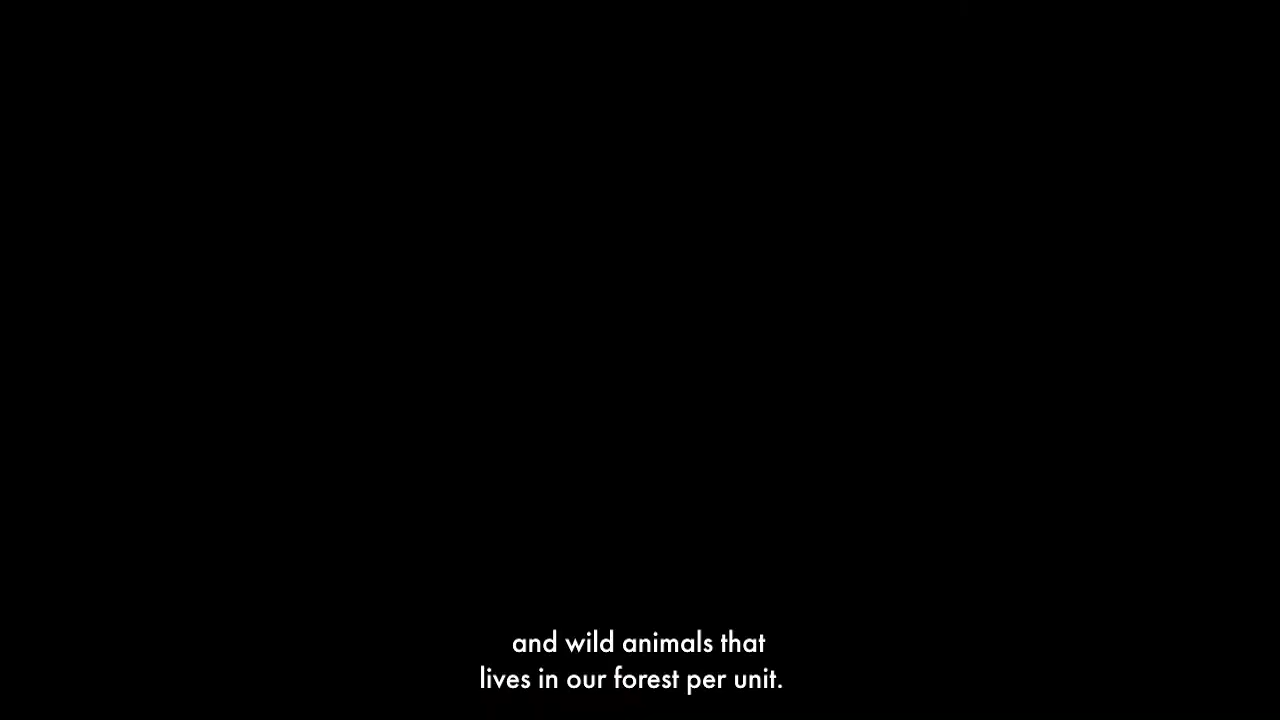 and wild animals that
lives in our forest per unit.